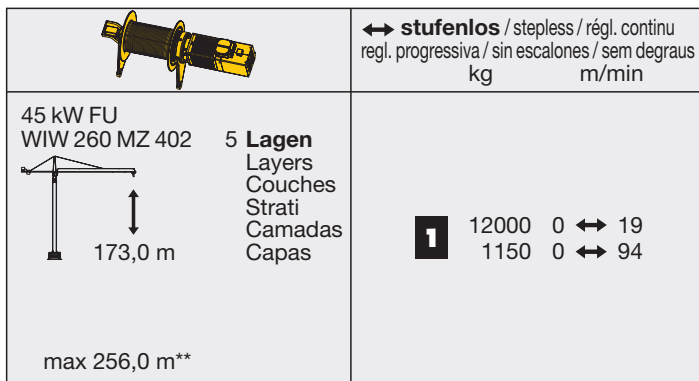 ↔ stufenlos / stepless / régl. continu
regl. progressiva / sin escalones / sem degraus
kg m/min
45 kW FU
WIW 260 MZ 402 5 Lagen
Layers
Couches
Strati
Camadas
173,0 m Capas
1 12000 0 ↔ 19
1150 0 ↔ 94
max 256,0 m**